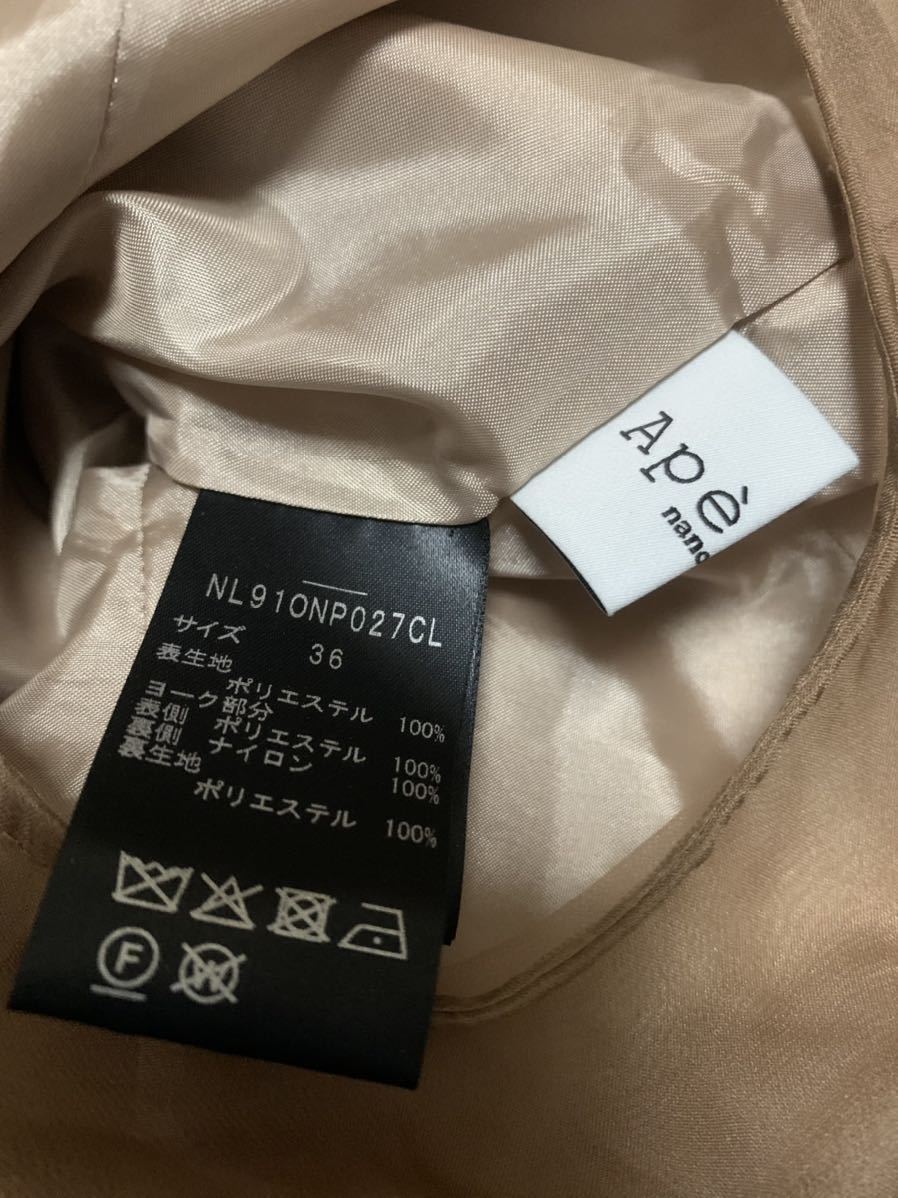 Apè
nano
NL910NP027CL
サイズ 36
表生地
ポリエステル 100%
ヨーク部分
表側 ポリエステル 100%
裏側 ナイロン 100%
裏生地
ポリエステル 100%
F
W